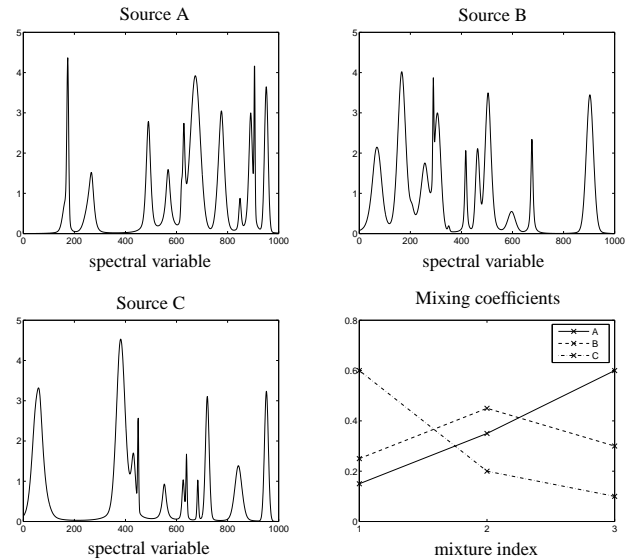 Source A
5
4
3
2
1
0
0 200 400 600 800 1000
spectral variable
Source B
5
4
3
2
1
0
0 200 400 600 800 1000
spectral variable
Source C
5
4
3
2
1
0
0 200 400 600 800 1000
spectral variable
Mixing coefficients
0.8
0.6
0.4
0.2
0
1 2 3
A
B
C
mixture index